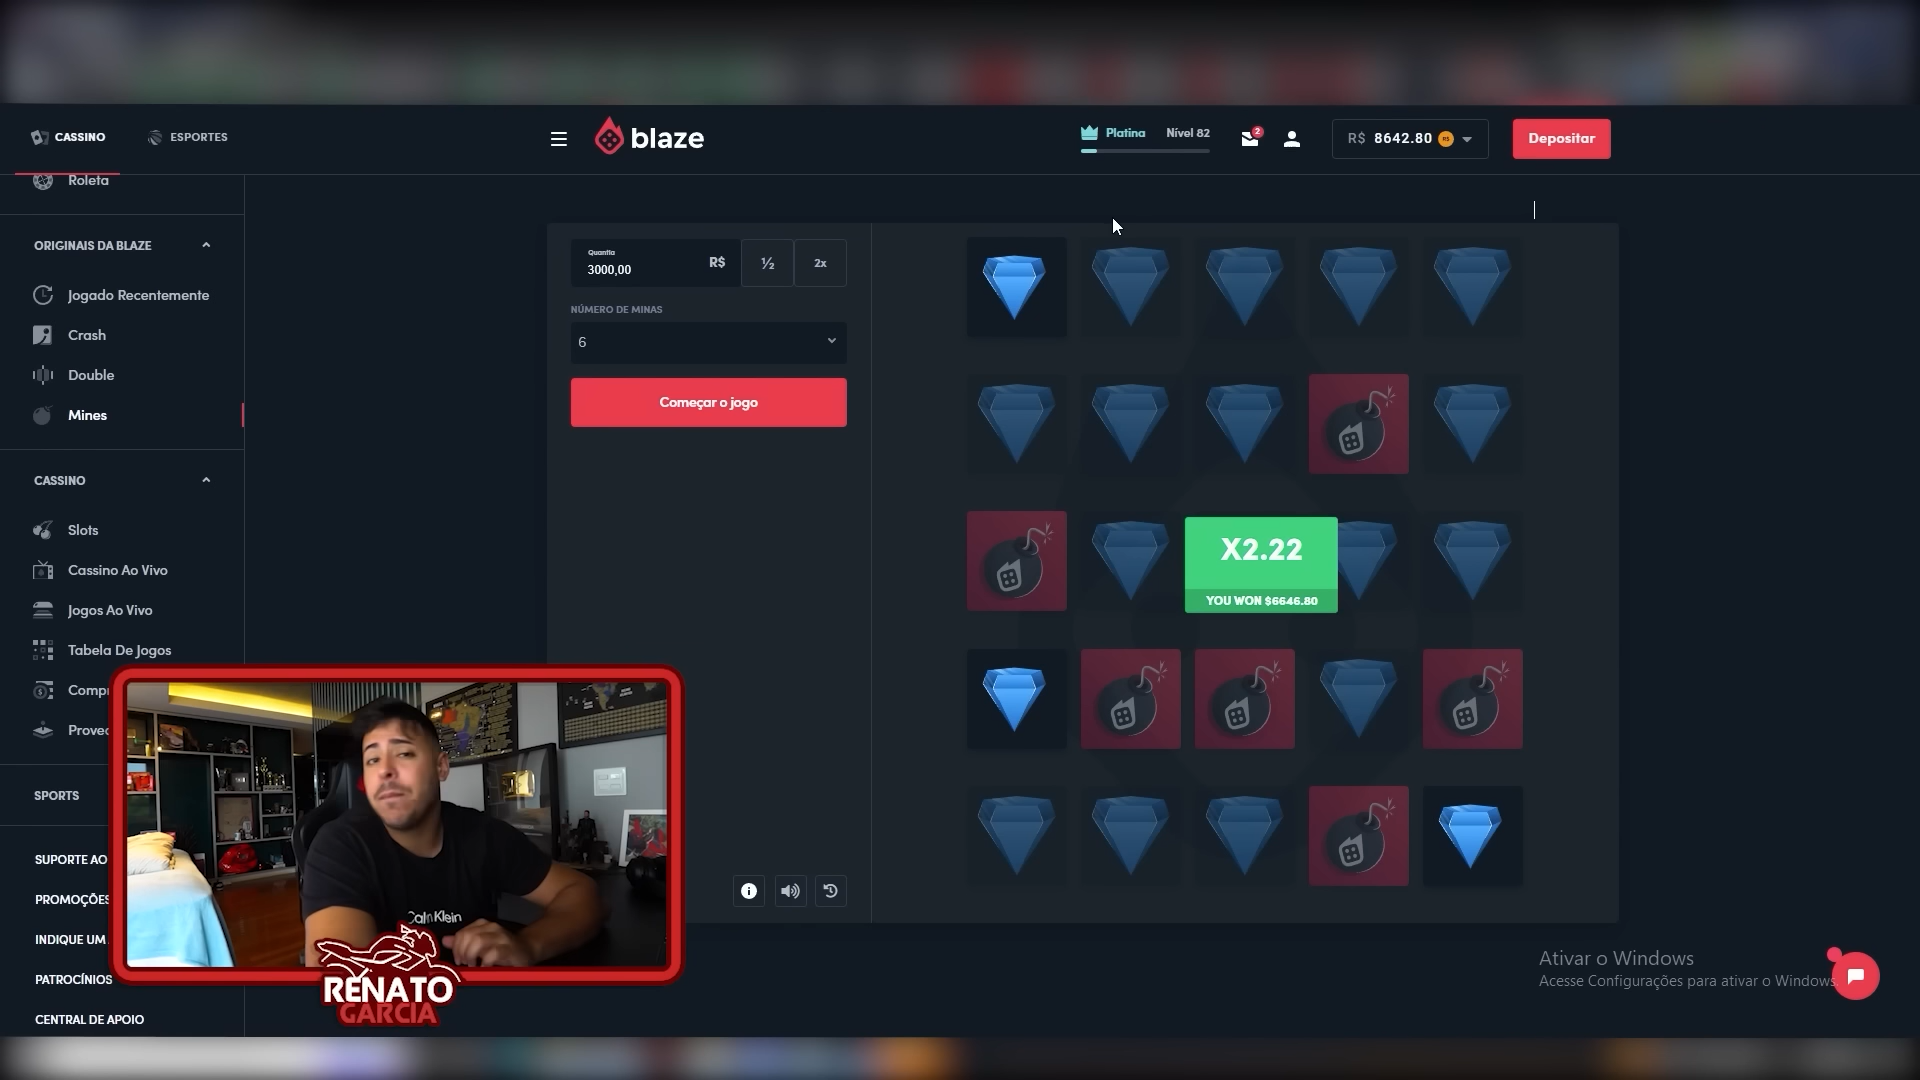 CASSINO
ESPORTES
blaze
Platina
Nível 82
2
R$ 8642.80 R$
Depositar
Roleta
ORIGINAIS DA BLAZE
Jogado Recentemente
Crash
Double
Mines
CASSINO
Slots
Cassino Ao Vivo
Jogos Ao Vivo
Tabela De Jogos
Comp
Prove
SPORTS
SUPORTE AO
PROMOÇÕES
INDIQUE UM
PATROCÍNIOS
CENTRAL DE APOIO
Quantia
3000,00
R$
½
2x
NÚMERO DE MINAS
6
Começar o jogo
X2.22
YOU WON $6646.80
Calvin Klein
RENATO
GARCIA
Ativar o Windows
Acesse Configurações para ativar o Windows.